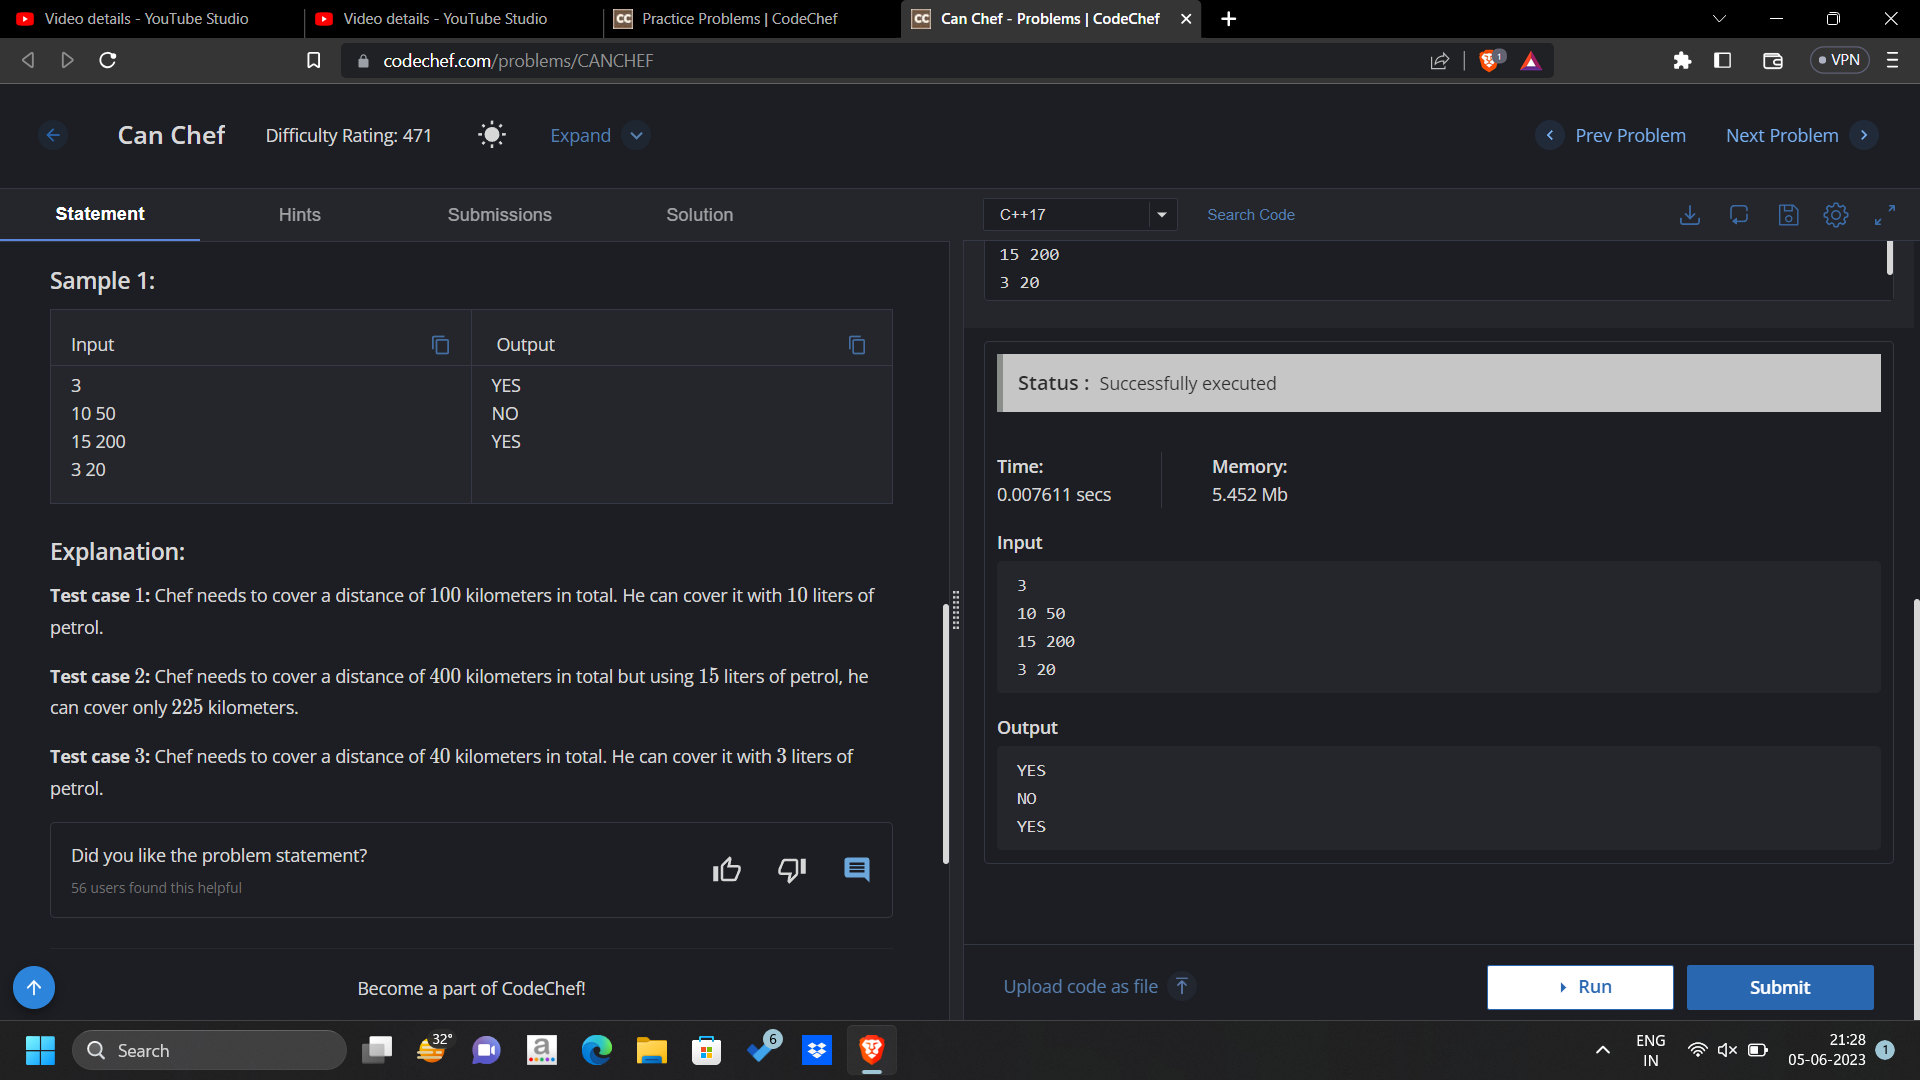 Video details - YouTube Studio
Video details - YouTube Studio
CC Practice Problems | CodeChef
CC Can Chef - Problems | CodeChef
codechef.com/problems/CANCHEF
1
VPN
Can Chef
Difficulty Rating: 471
Expand
Prev Problem
Next Problem
Statement
Hints
Submissions
Solution
C++17
Search Code
Sample 1:
Input
Output
3
10 50
15 200
3 20
YES
NO
YES
Explanation:
Test case 1: Chef needs to cover a distance of 100 kilometers in total. He can cover it with 10 liters of
petrol.
Test case 2: Chef needs to cover a distance of 400 kilometers in total but using 15 liters of petrol, he
can cover only 225 kilometers.
Test case 3: Chef needs to cover a distance of 40 kilometers in total. He can cover it with 3 liters of
petrol.
Did you like the problem statement?
56 users found this helpful
Become a part of CodeChef!
15 200
3 20
Status : Successfully executed
Time:
0.007611 secs
Memory:
5.452 Mb
Input
3
10 50
15 200
3 20
Output
YES
NO
YES
Upload code as file
Run
Submit
Search
32°
a
6
ENG
IN
21:28
05-06-2023
1